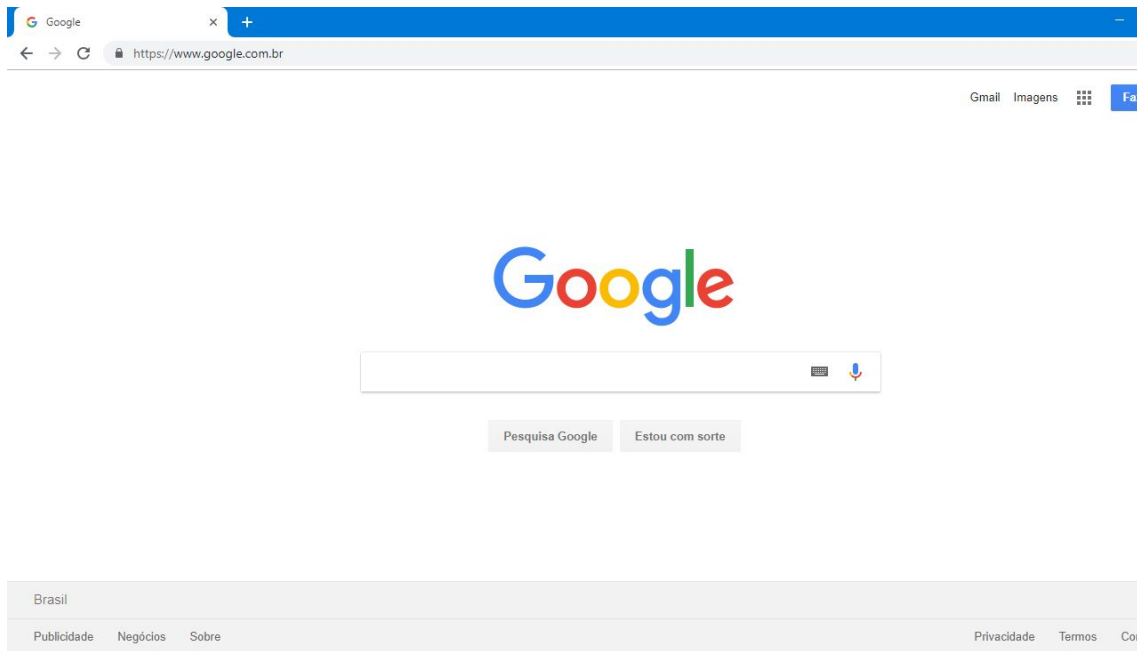 Google
https://www.google.com.br
Gmail Imagens
Google
Pesquisa Google Estou com sorte
Brasil
Publicidade Negócios Sobre Privacidade Termos